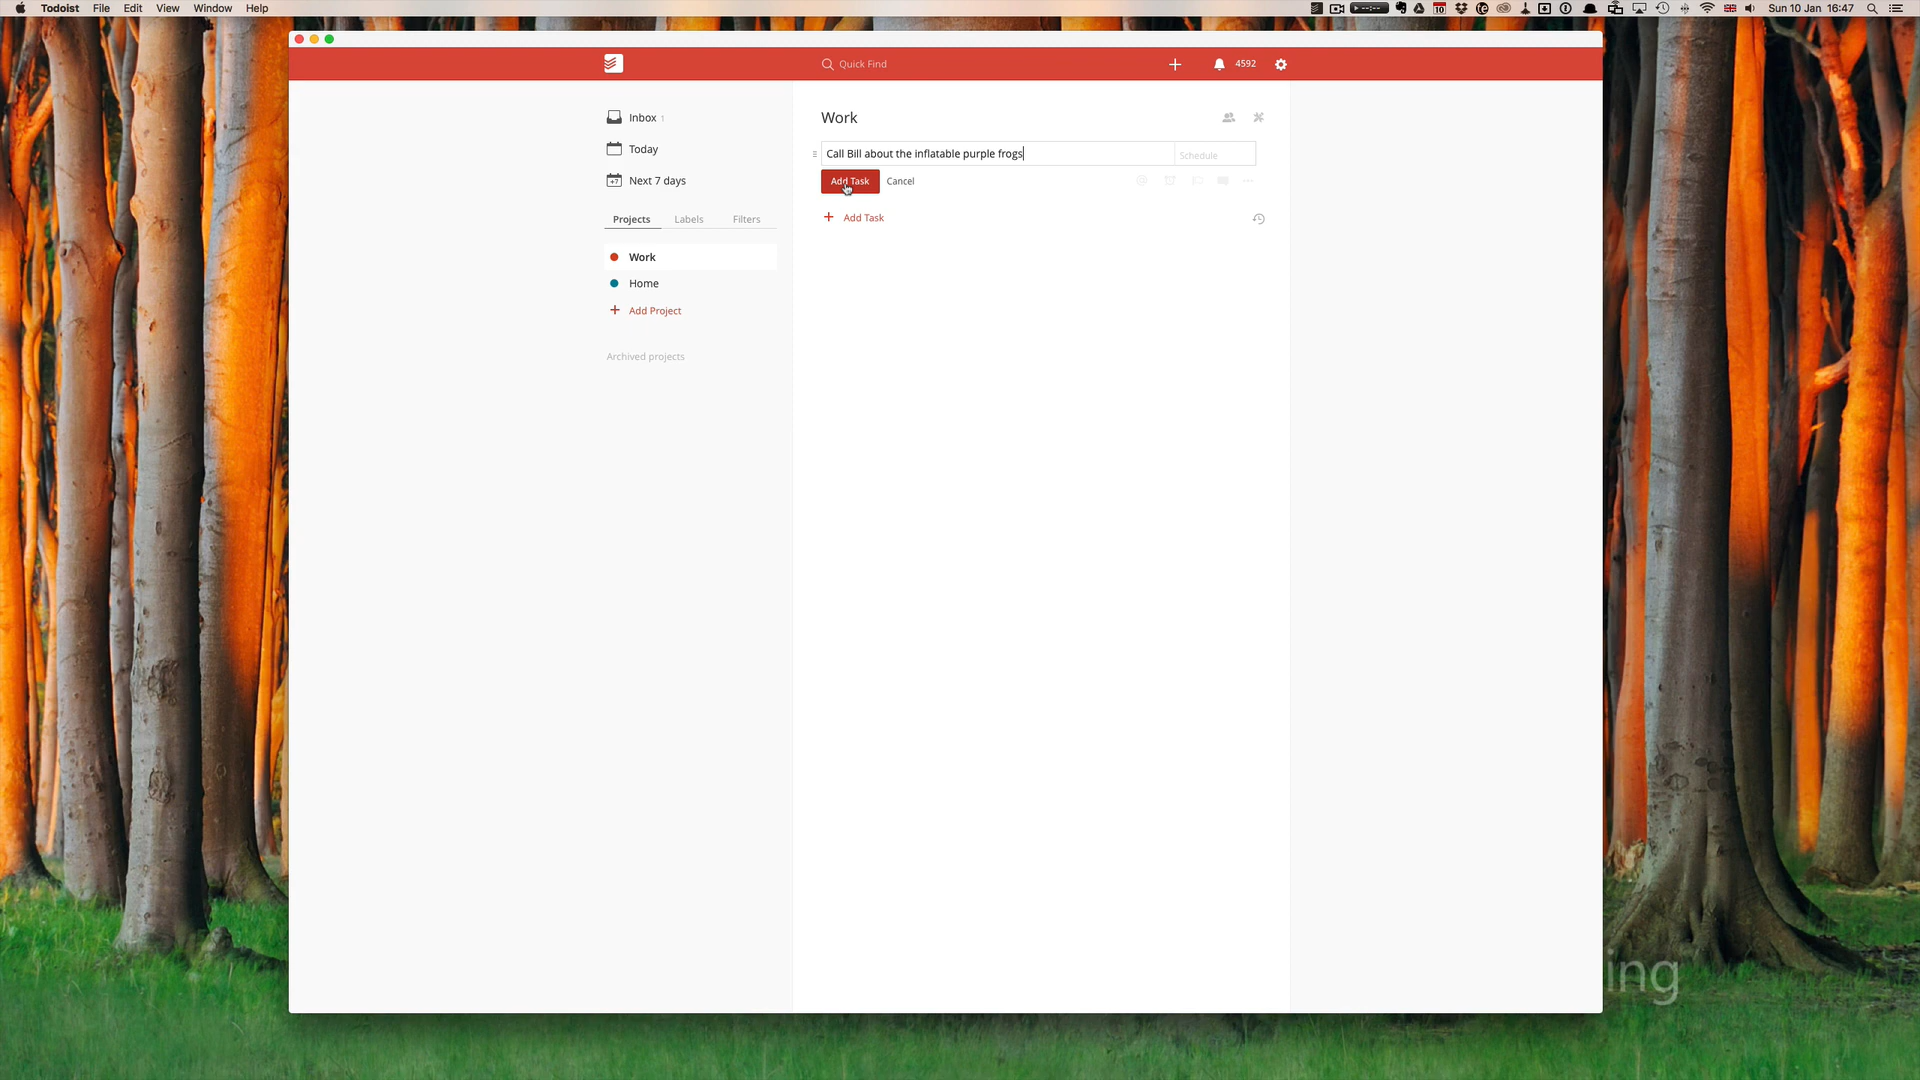 Todoist File Edit View Window Help
Sun 10 Jan 16:47
Quick Find
4592
Inbox 1
Today
Next 7 days
Projects Labels Filters
Work
Home
Add Project
Archived projects
Work
Call Bill about the inflatable purple frogs
Schedule
Add Task Cancel
Add Task
ing